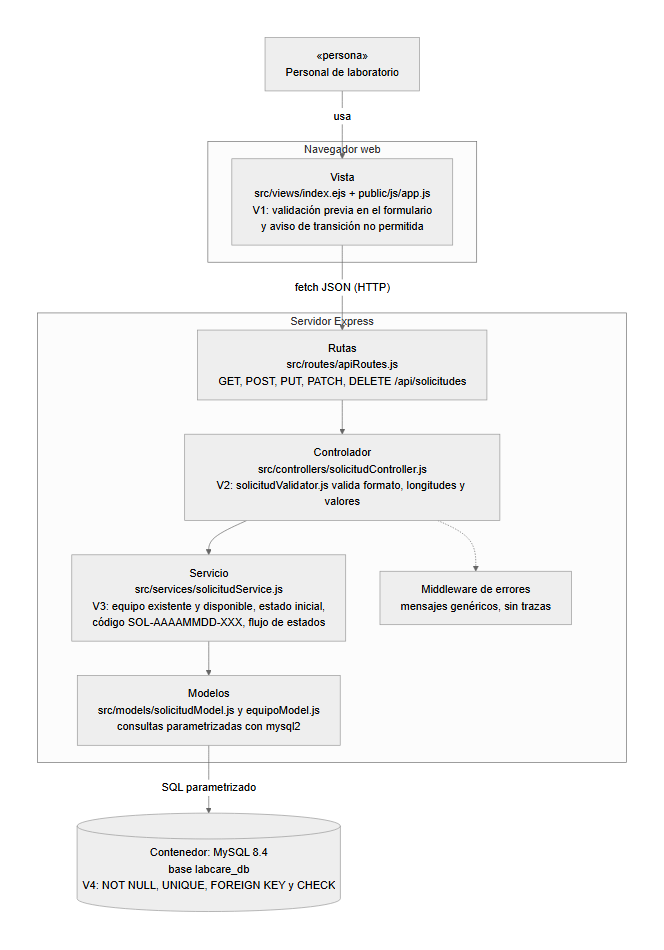 «persona»
Personal de laboratorio
usa
Navegador web
Vista
src/views/index.ejs + public/js/app.js
V1: validación previa en el formulario
y aviso de transición no permitida
fetch JSON (HTTP)
Servidor Express
Rutas
src/routes/apiRoutes.js
GET, POST, PUT, PATCH, DELETE /api/solicitudes
Controlador
src/controllers/solicitudController.js
V2: solicitudValidator.js valida formato, longitudes y
valores
Servicio
src/services/solicitudService.js
V3: equipo existente y disponible, estado inicial,
código SOL-AAAAMMDD-XXX, flujo de estados
Middleware de errores
mensajes genéricos, sin trazas
Modelos
src/models/solicitudModel.js y equipoModel.js
consultas parametrizadas con mysql2
SQL parametrizado
Contenedor: MySQL 8.4
base labcare_db
V4: NOT NULL, UNIQUE, FOREIGN KEY y CHECK